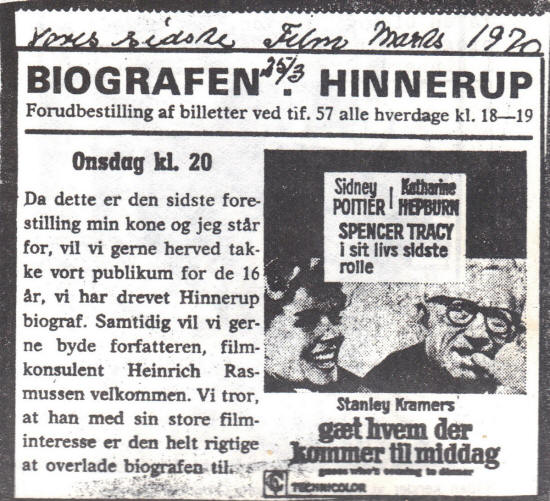 Vores sidste Film Marts 1970
25/3
BIOGRAFEN . HINNERUP
Forudbestilling af billetter ved tlf. 57 alle hverdage kl. 18—19
Onsdag kl. 20
Da dette er den sidste fore-
stilling min kone og jeg står
for, vil vi gerne herved tak-
ke vort publikum for de 16
år, vi har drevet Hinnerup
biograf. Samtidig vil vi ger-
ne byde forfatteren, film-
konsulent Heinrich Ras-
mussen velkommen. Vi tror,
at han med sin store film-
interesse er den helt rigtige
at overlade biografen til.
Sidney POITIER
Katharine HEPBURN
SPENCER TRACY
i sit livs sidste
rolle
Stanley Kramers
gæt hvem der
kommer til middag
guess who's coming to dinner
TECHNICOLOR